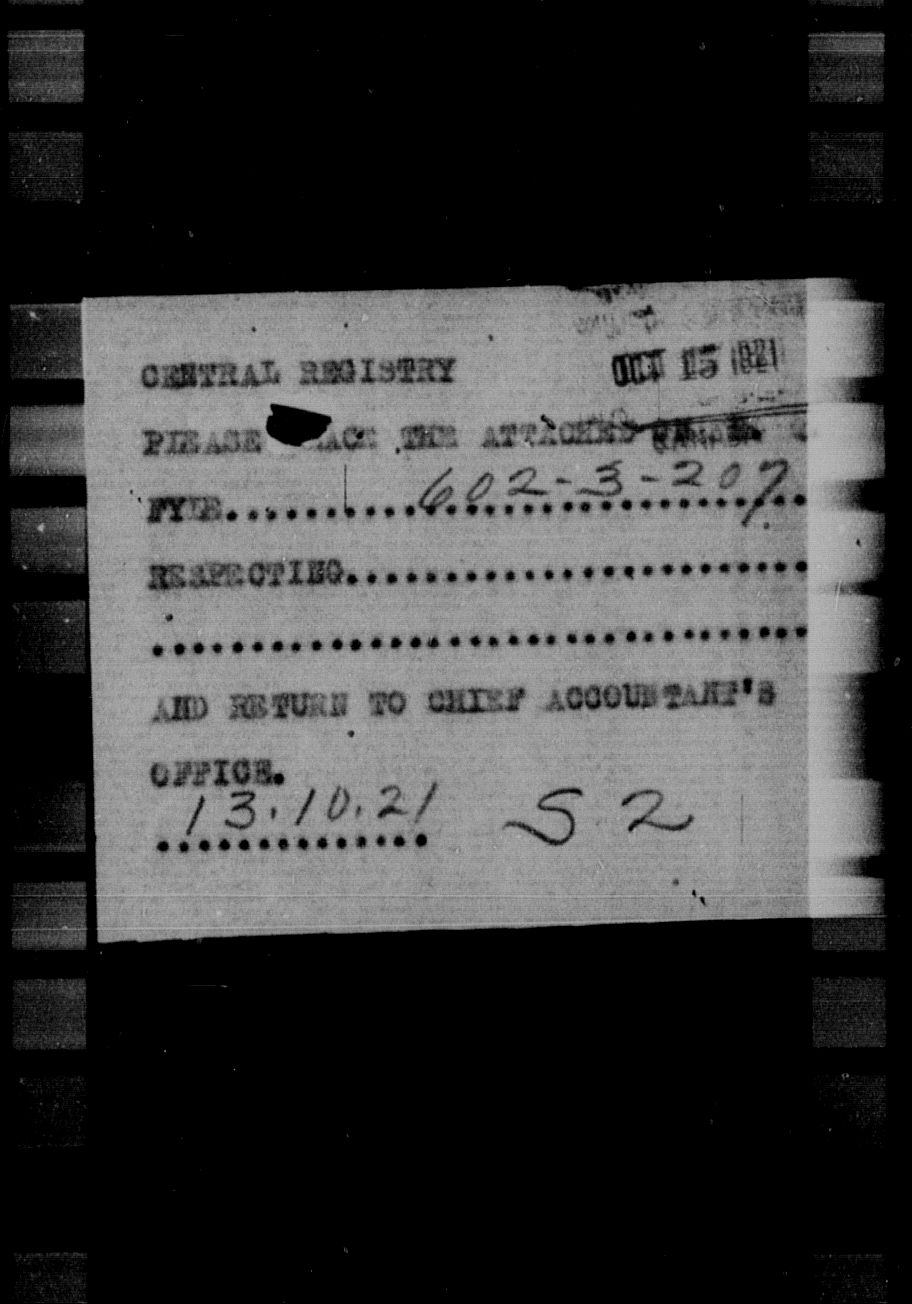 CENTRAL REGISTRY
OCT 15 1921
PLEASE PLACE THE ATTACHED
FYLE..........602-3-207..
RESPECTING........................
.................................
AND RETURN TO CHIEF ACCOUNTANT'S
OFFICE.
13.10.21 S2